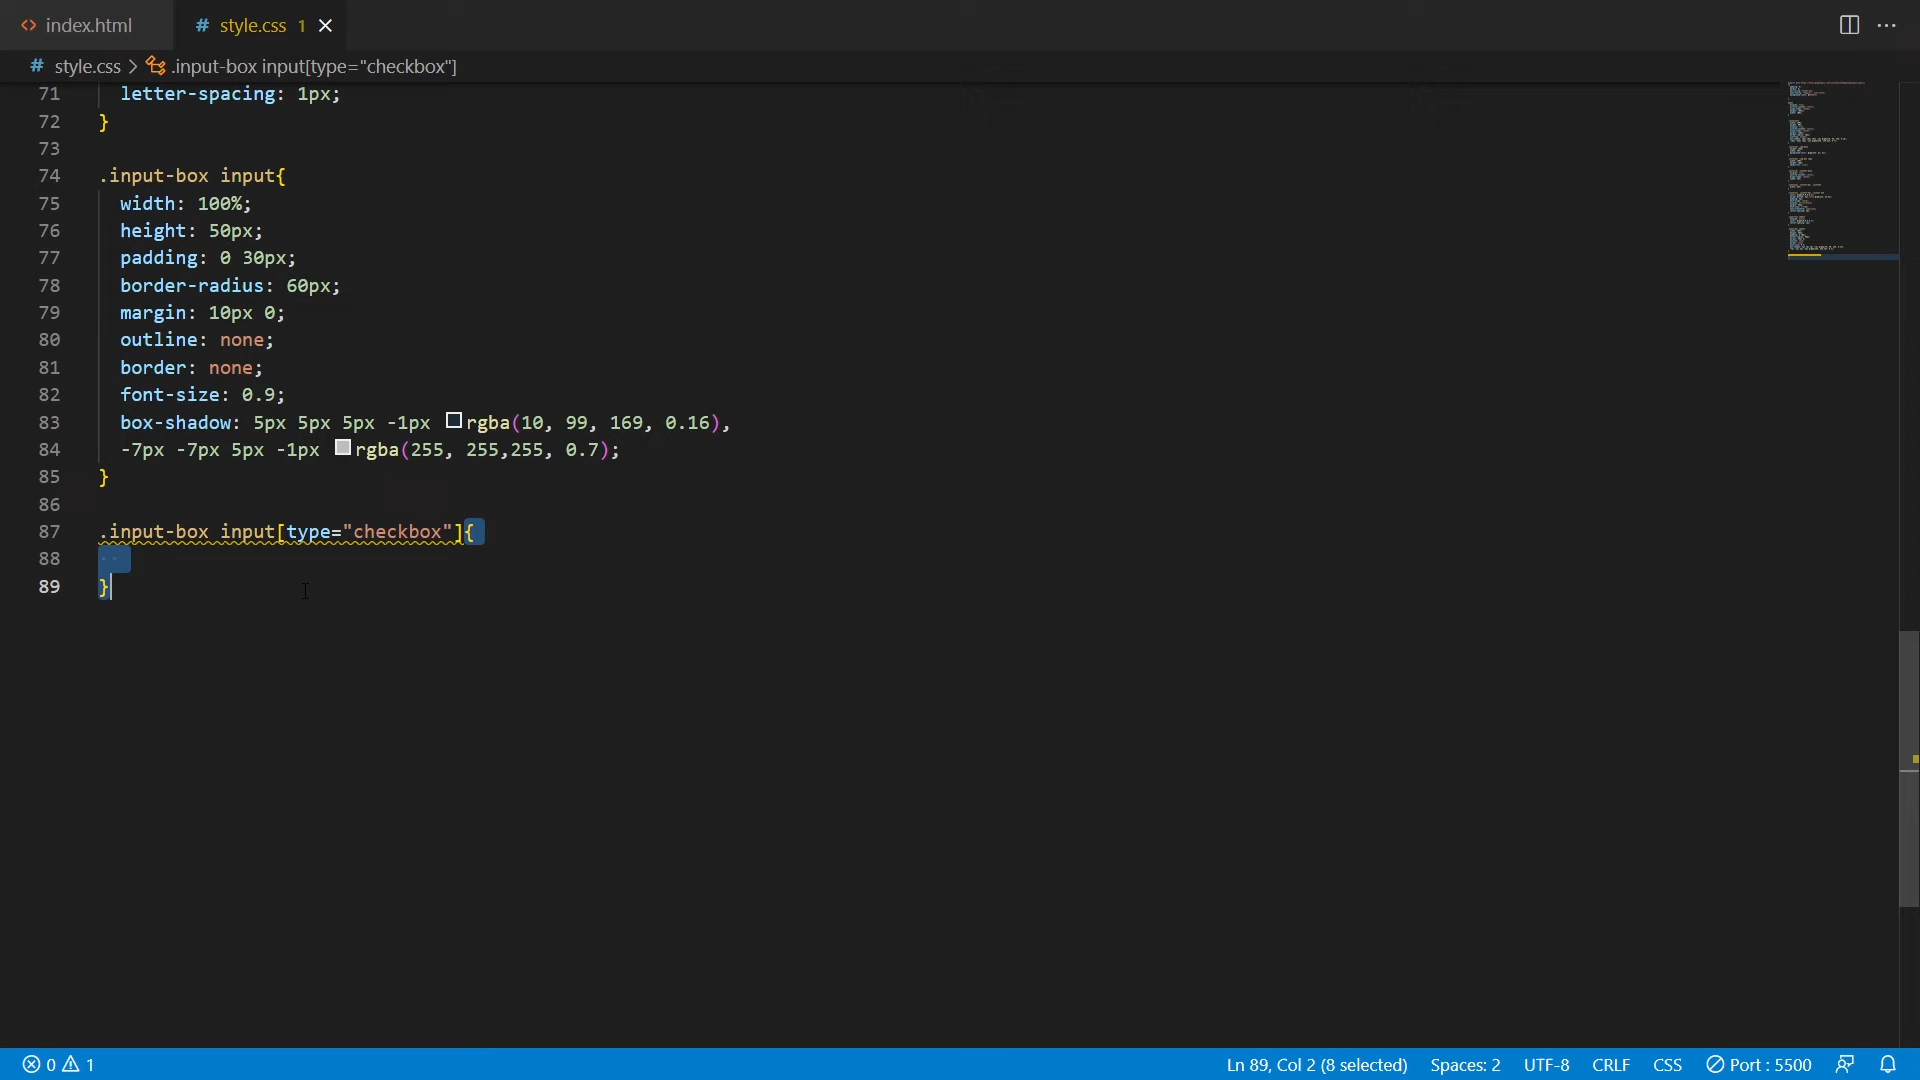 index.html
# style.css 1
# style.css > .input-box input[type="checkbox"]
71 letter-spacing: 1px;
72 }
73
74 .input-box input{
75 width: 100%;
76 height: 50px;
77 padding: 0 30px;
78 border-radius: 60px;
79 margin: 10px 0;
80 outline: none;
81 border: none;
82 font-size: 0.9;
83 box-shadow: 5px 5px 5px -1px rgba(10, 99, 169, 0.16),
84 -7px -7px 5px -1px rgba(255, 255,255, 0.7);
85 }
86
87 .input-box input[type="checkbox"]{
88
89 }
0 1 Ln 89, Col 2 (8 selected) Spaces: 2 UTF-8 CRLF CSS Port : 5500